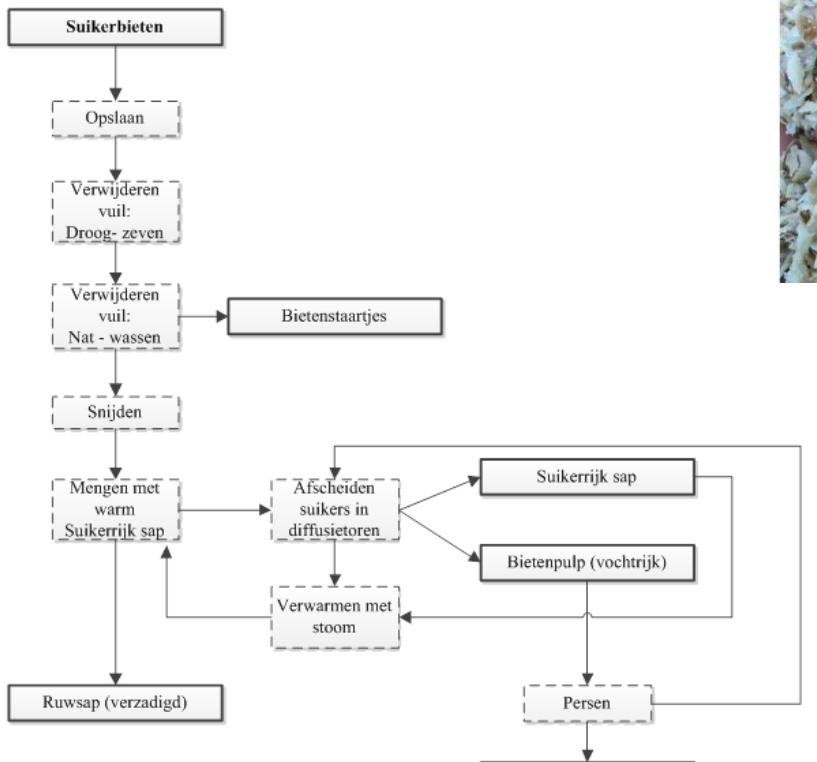 Suikerbieten
Opslaan
Verwijderen
vuil:
Droog- zeven
Verwijderen
vuil:
Nat - wassen
Bietenstaartjes
Snijden
Mengen met
warm
Suikerrijk sap
Afscheiden
suikers in
diffusietoren
Suikerrijk sap
Bietenpulp (vochtrijk)
Verwarmen met
stoom
Ruwsap (verzadigd)
Persen